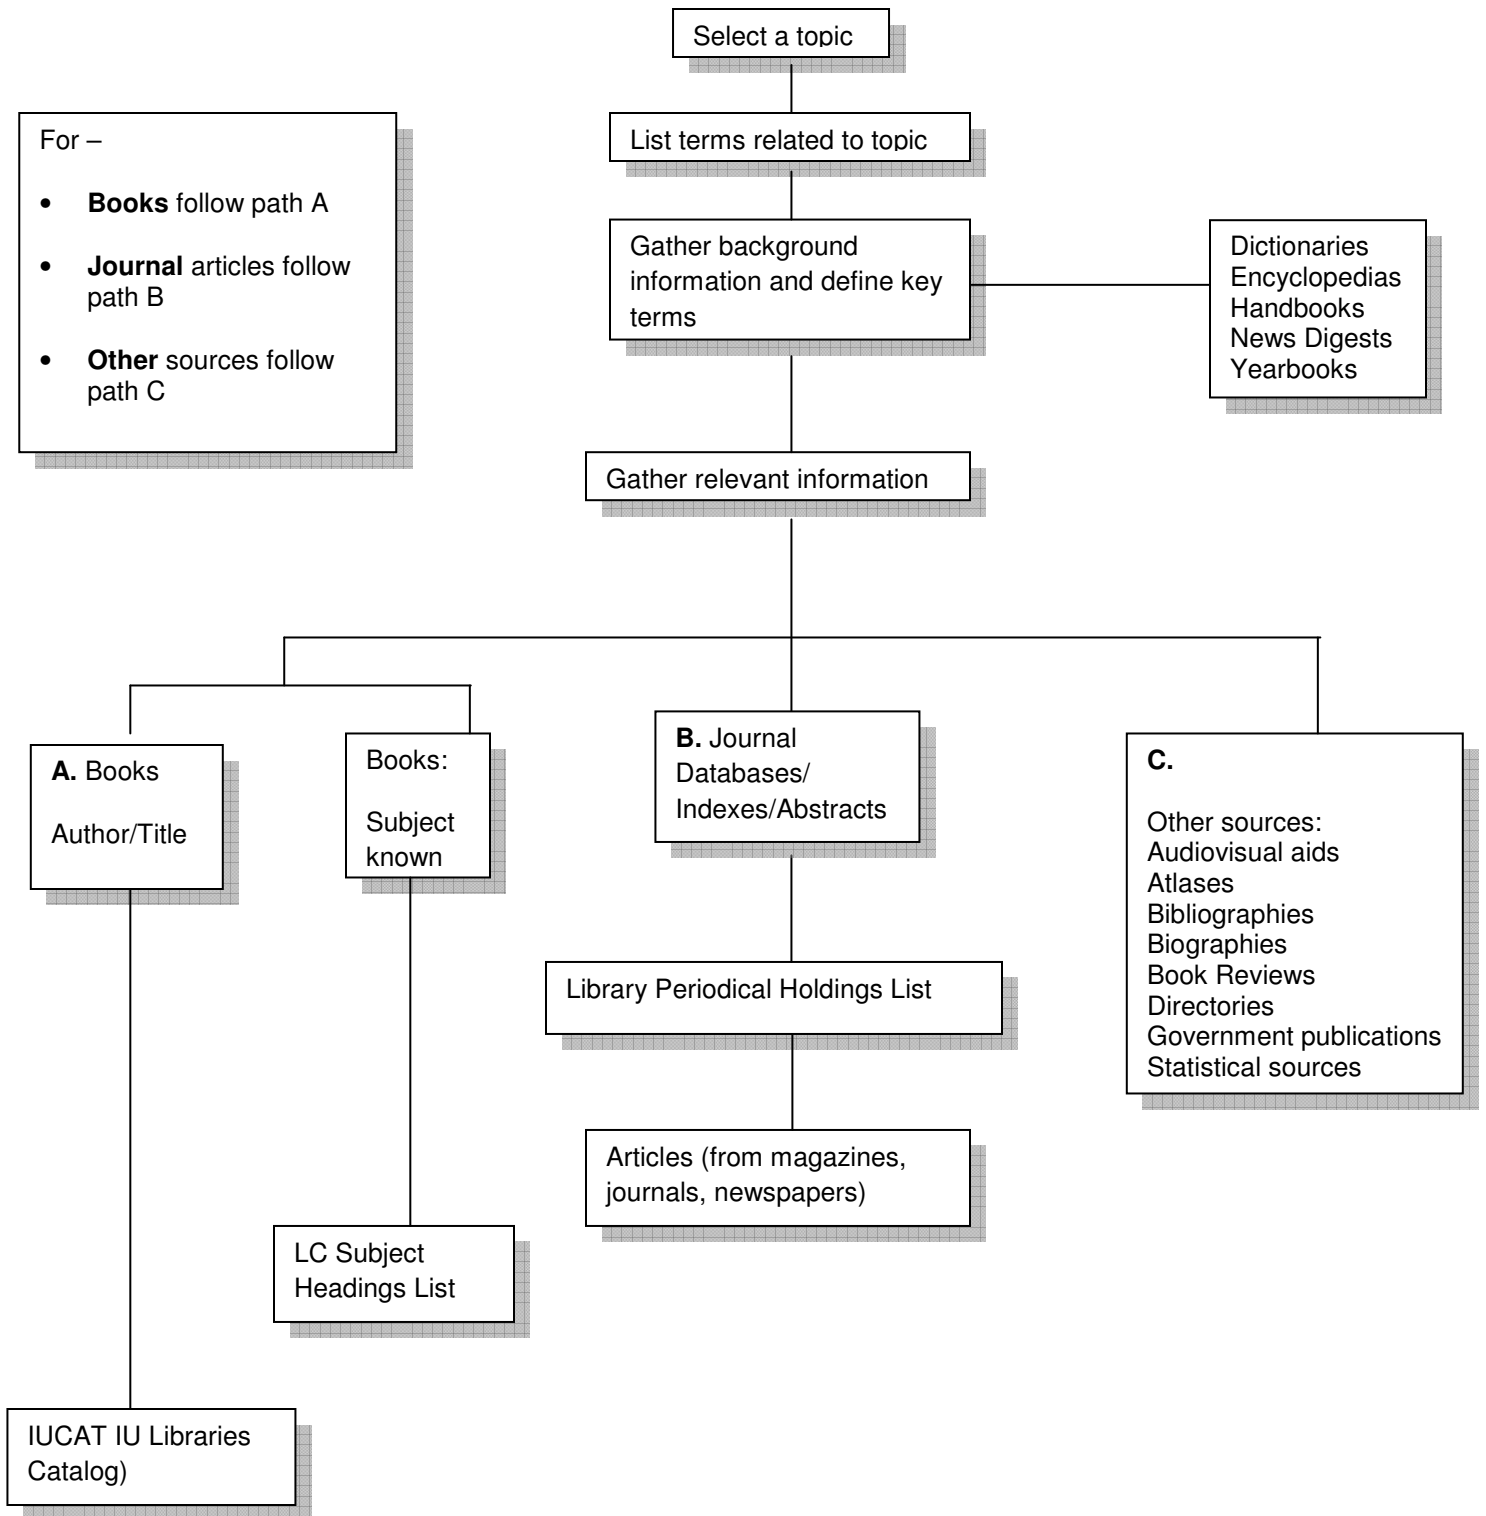 Select a topic
List terms related to topic
For –
• Books follow path A
• Journal articles follow
path B
• Other sources follow
path C
Gather background
information and define key
terms
Dictionaries
Encyclopedias
Handbooks
News Digests
Yearbooks
Gather relevant information
A. Books
Author/Title
Books:
Subject
known
B. Journal
Databases/
Indexes/Abstracts
C.
Other sources:
Audiovisual aids
Atlases
Bibliographies
Biographies
Book Reviews
Directories
Government publications
Statistical sources
Library Periodical Holdings List
Articles (from magazines,
journals, newspapers)
LC Subject
Headings List
IUCAT IU Libraries
Catalog)